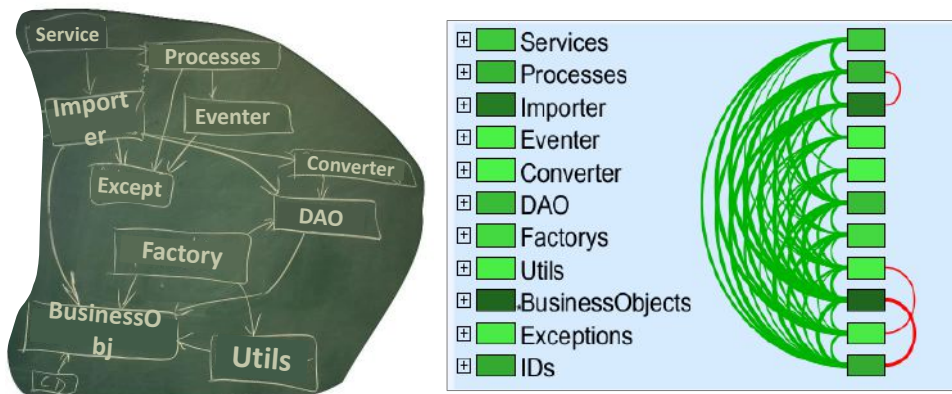 Service
Processes
Import
er
Eventer
Converter
Except
DAO
Factory
BusinessO
bj
Utils
Services
Processes
Importer
Eventer
Converter
DAO
Factorys
Utils
BusinessObjects
Exceptions
IDs